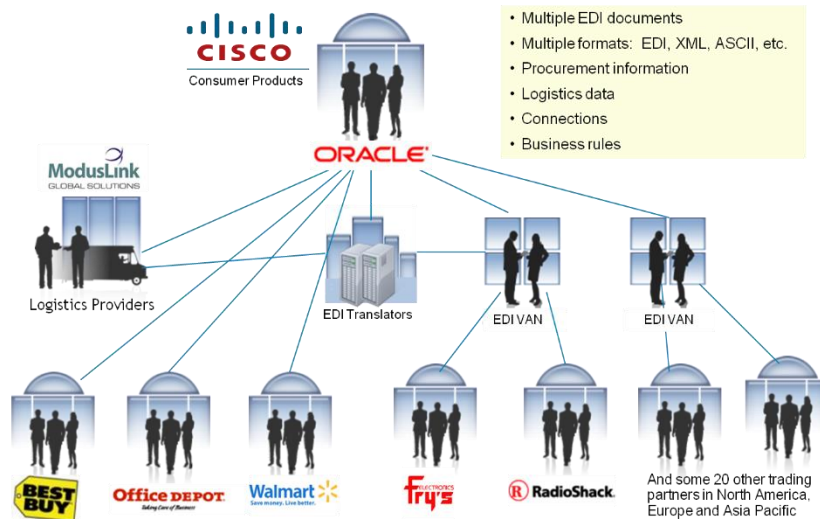 CISCO
Consumer Products
ORACLE®
• Multiple EDI documents
• Multiple formats: EDI, XML, ASCII, etc.
• Procurement information
• Logistics data
• Connections
• Business rules
ModusLink
GLOBAL SOLUTIONS
Logistics Providers
EDI Translators
EDI VAN
EDI VAN
BEST
BUY
Office DEPOT.
Taking Care of Business
Walmart
Save money. Live better.
ELECTRONICS
Fry's
R RadioShack.
And some 20 other trading
partners in North America,
Europe and Asia Pacific